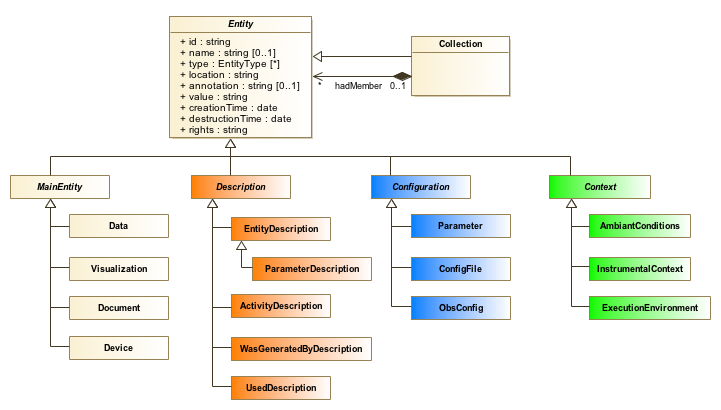 Entity
+ id : string
+ name : string [0..1]
+ type : EntityType [*]
+ location : string
+ annotation : string [0..1]
+ value : string
+ creationTime : date
+ destructionTime : date
+ rights : string
Collection
* hadMember 0..1
MainEntity
Data
Visualization
Document
Device
Description
EntityDescription
ParameterDescription
ActivityDescription
WasGeneratedByDescription
UsedDescription
Configuration
Parameter
ConfigFile
ObsConfig
Context
AmbiantConditions
InstrumentalContext
ExecutionEnvironment